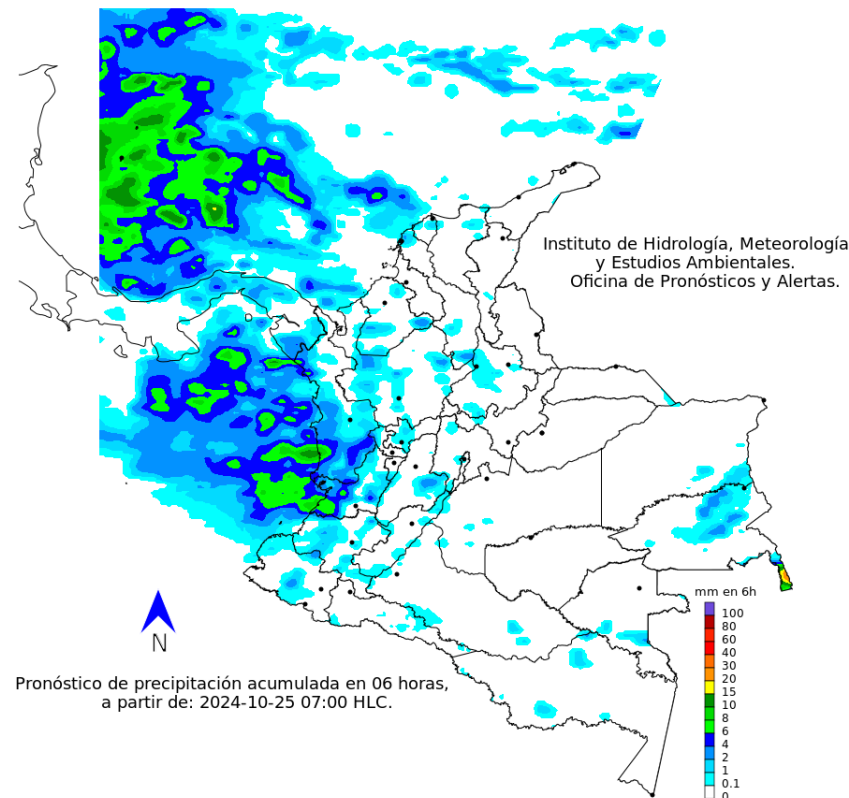 Instituto de Hidrología, Meteorología
y Estudios Ambientales.
Oficina de Pronósticos y Alertas.
mm en 6h
100
80
60
40
30
20
15
10
8
6
4
2
1
0.1
0
N
Pronóstico de precipitación acumulada en 06 horas,
a partir de: 2024-10-25 07:00 HLC.